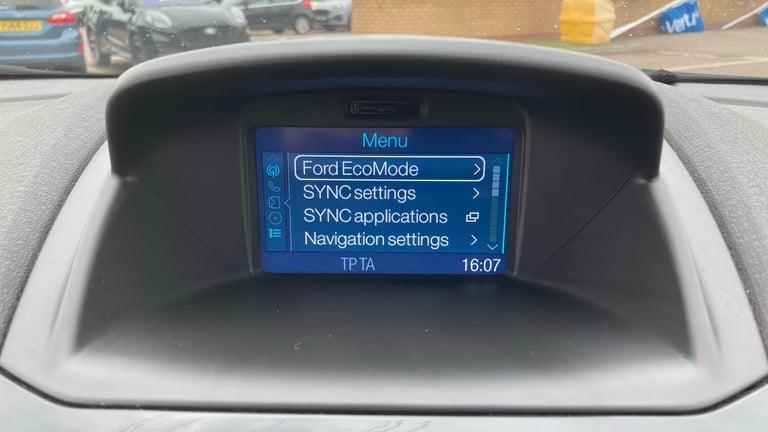 Menu
Ford EcoMode
SYNC settings
SYNC applications
Navigation settings
TP TA
16:07